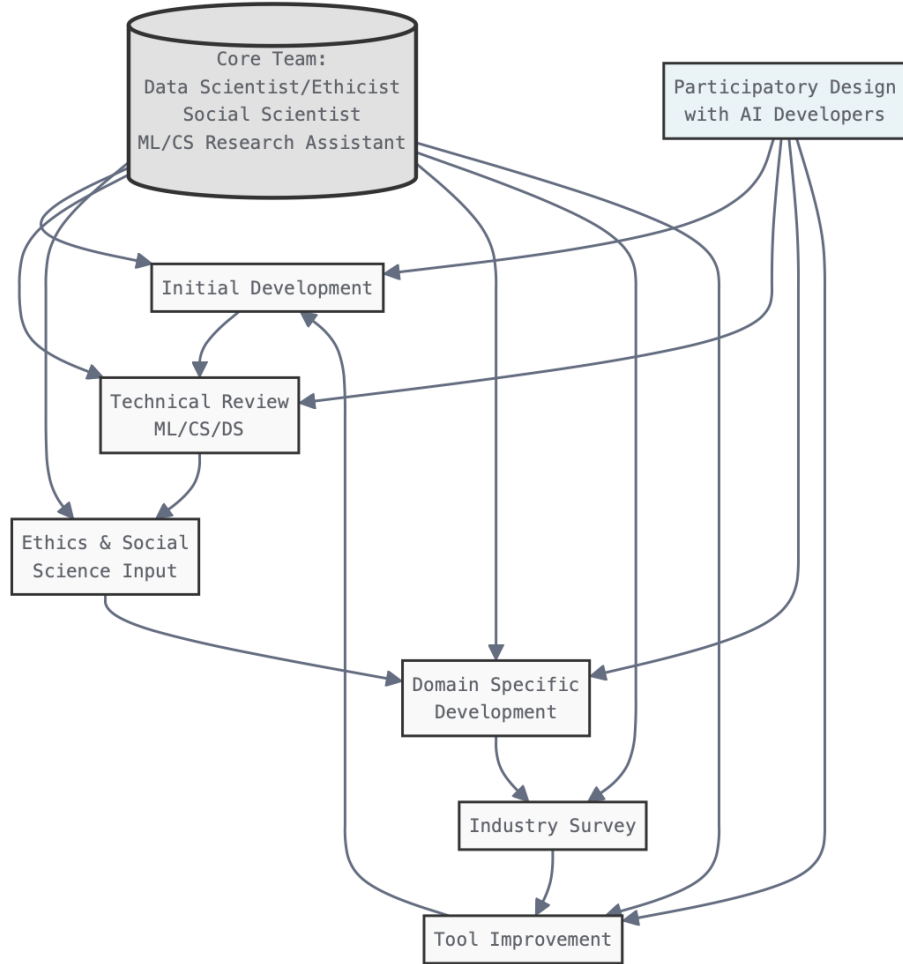 Core Team:
Data Scientist/Ethicist
Social Scientist
ML/CS Research Assistant
Participatory Design
with AI Developers
Initial Development
Technical Review
ML/CS/DS
Ethics & Social
Science Input
Domain Specific
Development
Industry Survey
Tool Improvement